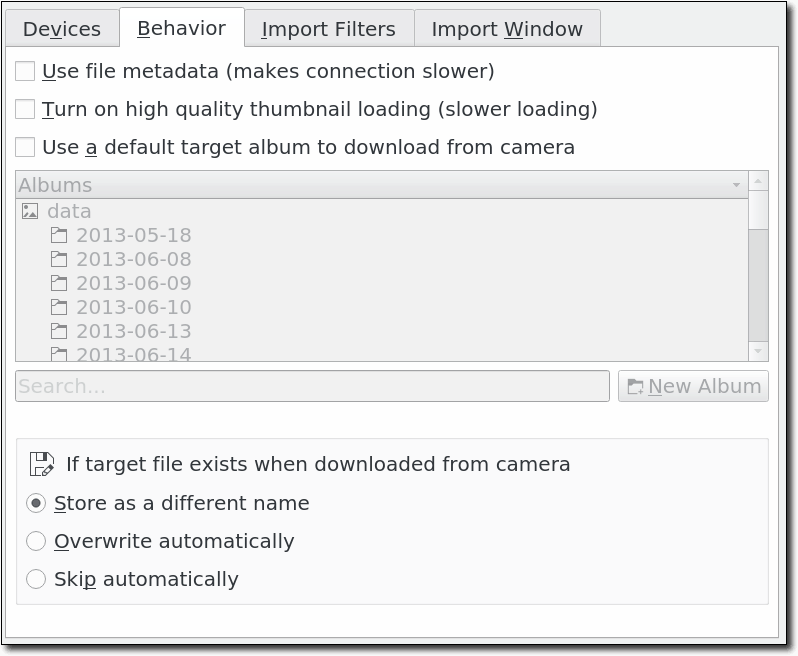 Devices Behavior Import Filters Import Window
Use file metadata (makes connection slower)
Turn on high quality thumbnail loading (slower loading)
Use a default target album to download from camera
Albums
data
2013-05-18
2013-06-08
2013-06-09
2013-06-10
2013-06-13
2013-06-14
Search... New Album
If target file exists when downloaded from camera
Store as a different name
Overwrite automatically
Skip automatically